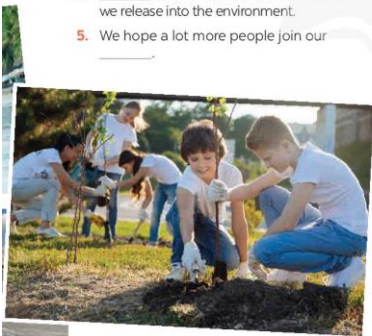 we release into the environment.
5. We hope a lot more people join our
________.